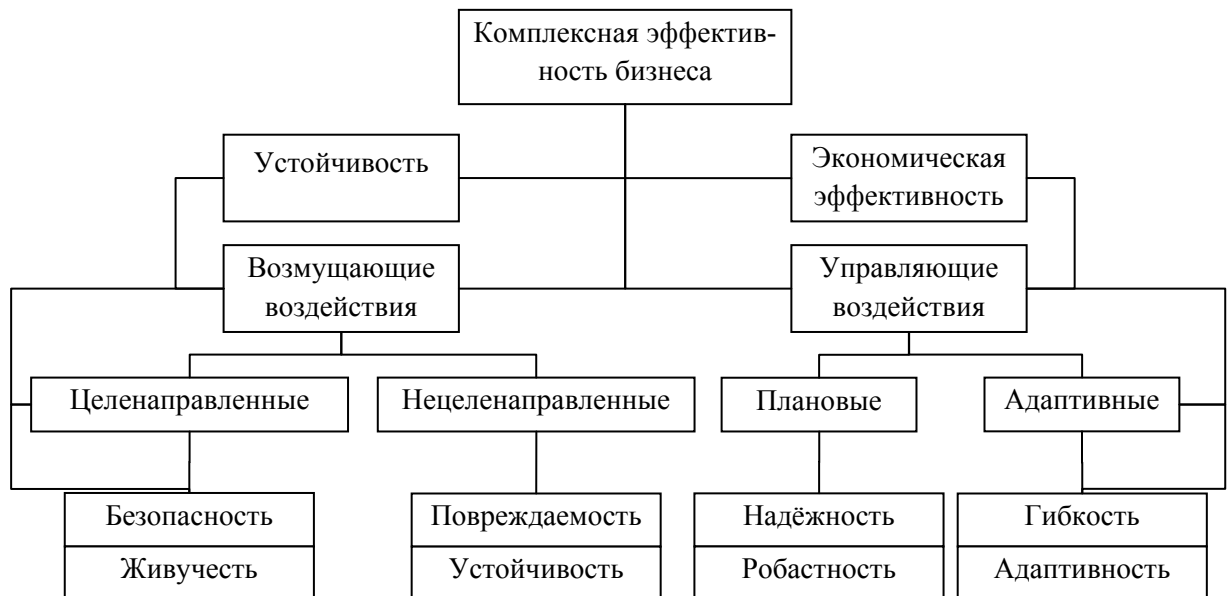 Комплексная эффектив-
ность бизнеса
Устойчивость
Экономическая
эффективность
Возмущающие
воздействия
Управляющие
воздействия
Целенаправленные
Нецеленаправленные
Плановые
Адаптивные
Безопасность
Повреждаемость
Надёжность
Гибкость
Живучесть
Устойчивость
Робастность
Адаптивность